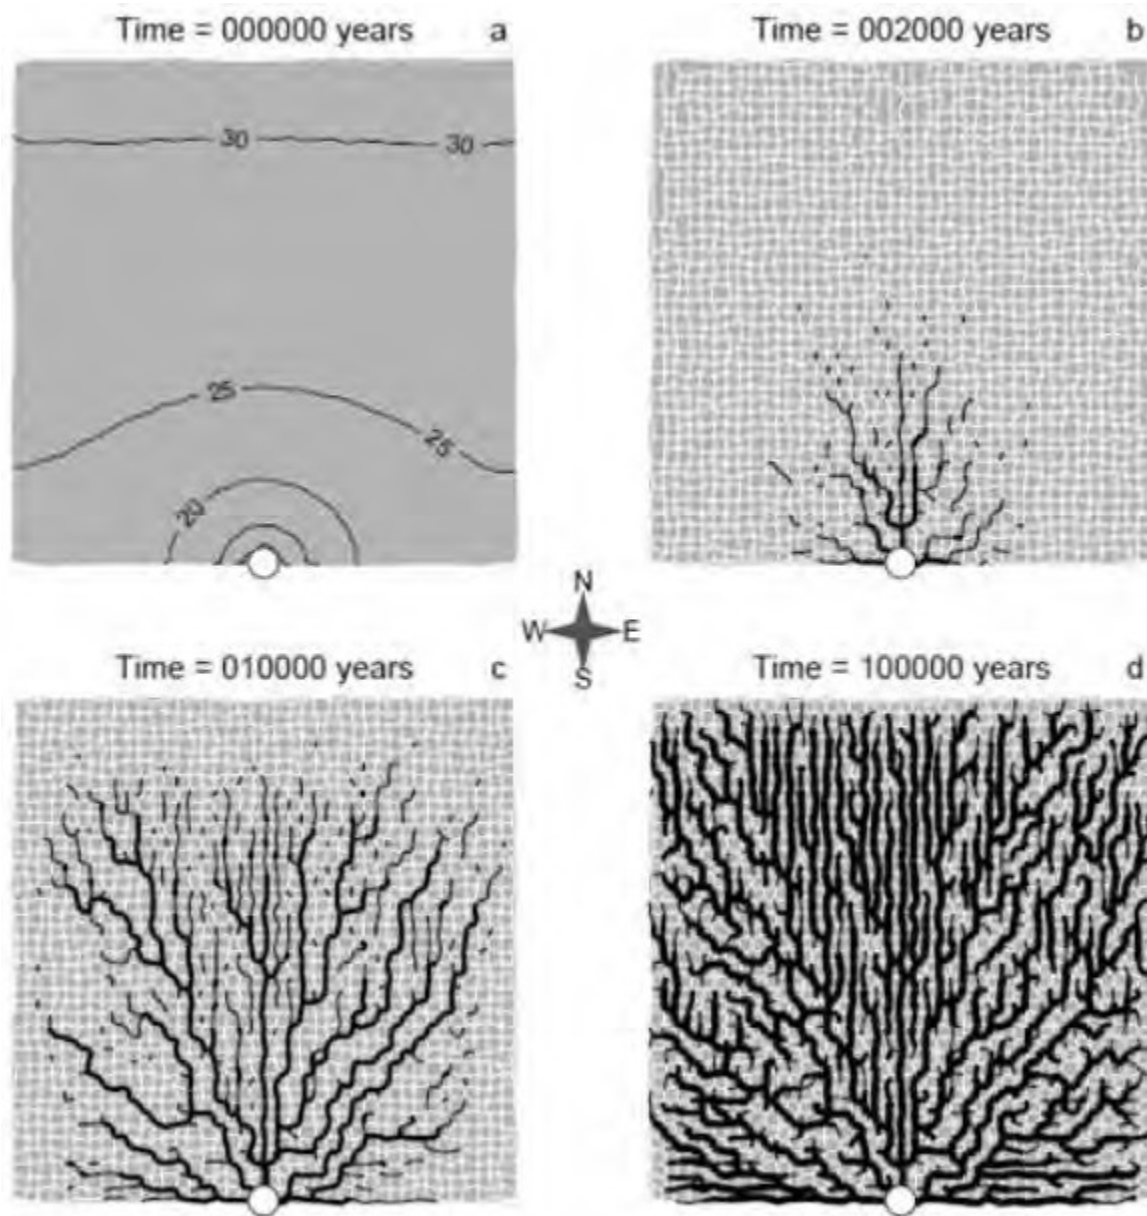 Time = 000000 years a
Time = 002000 years b
30
30
25
25
20
N
W E
S
Time = 010000 years c
Time = 100000 years d